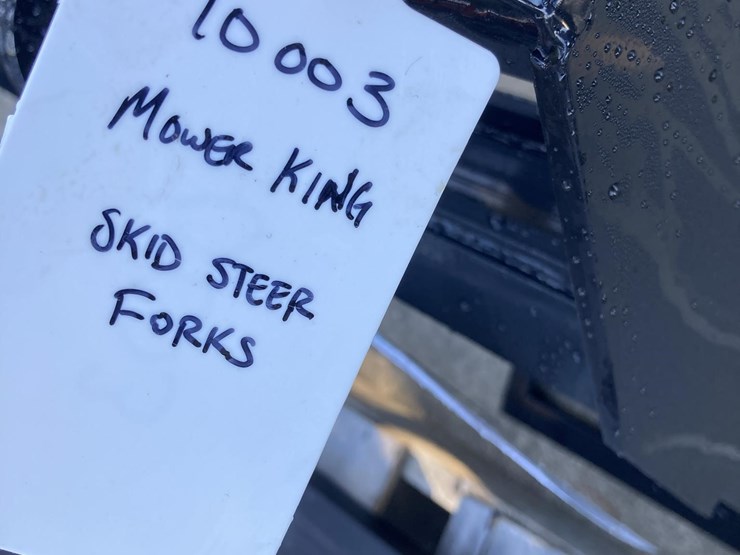 10003
MOWER KING
SKID STEER
FORKS